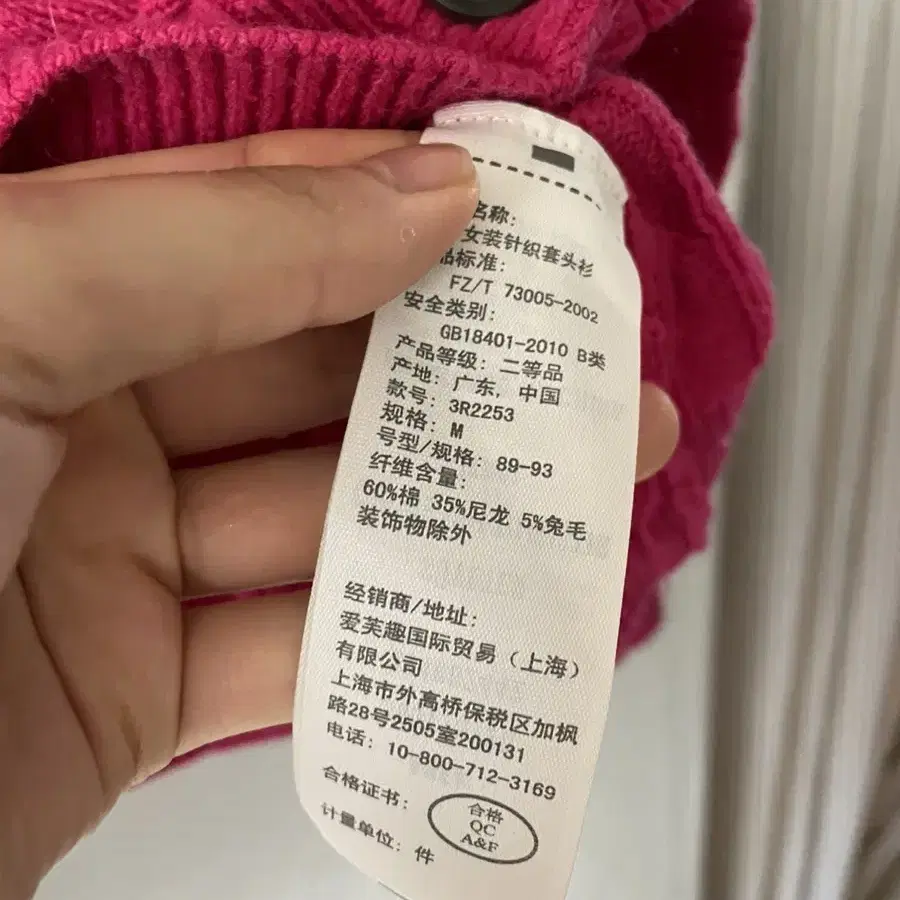 名称:
女装针织套头衫
品标准:
FZ/T 73005-2002
安全类别:
GB18401-2010 B类
产品等级: 二等品
产地: 广东, 中国
款号: 3R2253
规格: M
号型/规格: 89-93
纤维含量:
60%棉 35%尼龙 5%兔毛
装饰物除外
经销商/地址:
爱芙趣国际贸易（上海）
有限公司
上海市外高桥保税区加枫
路28号2505室200131
电话: 10-800-712-3169
合格证书:
合格
QC
A&F
计量单位: 件